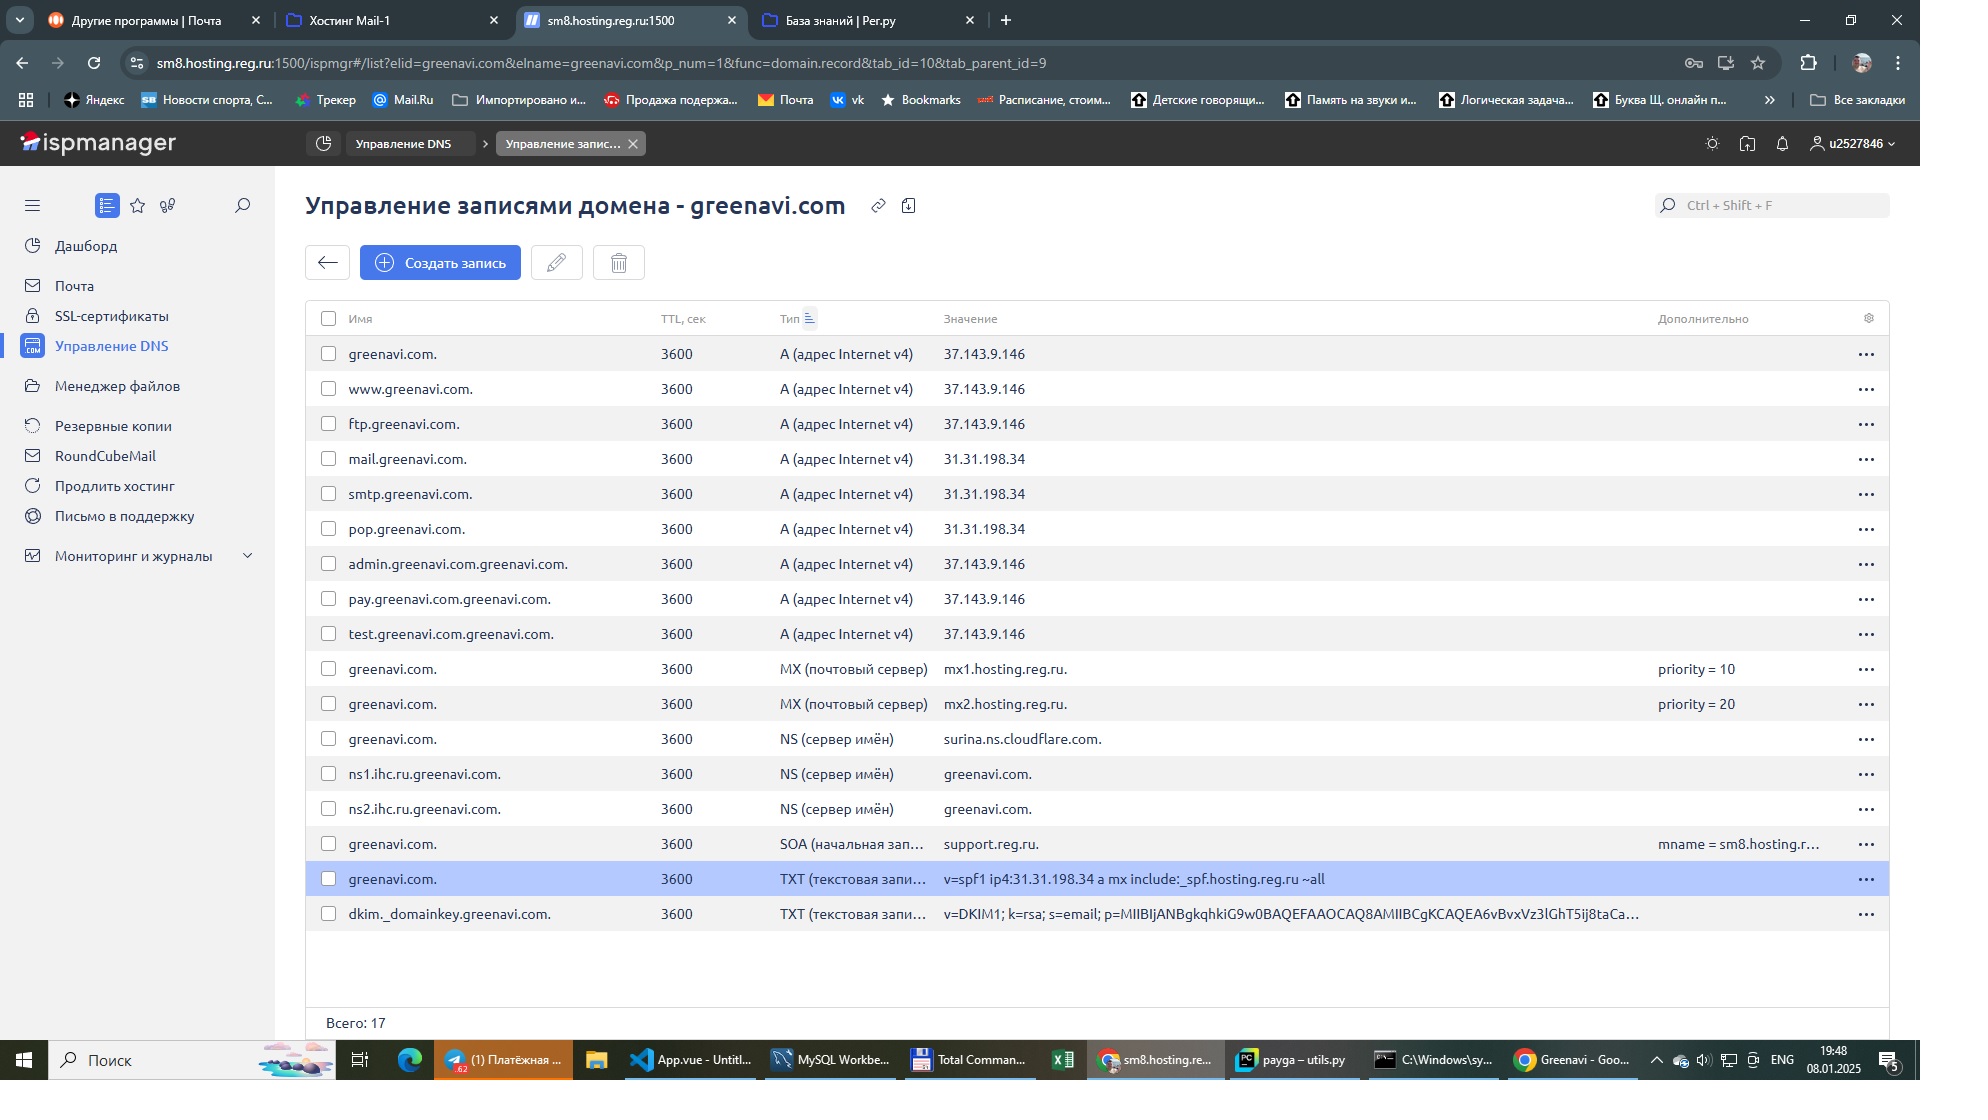 Другие программы | Почта
Хостинг Mail-1
sm8.hosting.reg.ru:1500
База знаний | Рег.ру
sm8.hosting.reg.ru:1500/ispmgr#/list?elid=greenavi.com&elname=greenavi.com&p_num=1&func=domain.record&tab_id=10&tab_parent_id=9
Яндекс
Новости спорта, С...
Трекер
Mail.Ru
Импортировано и...
Продажа подержа...
Почта
vk
Bookmarks
Расписание, стоим...
Детские говорящи...
Память на звуки и...
Логическая задача...
Буква Щ. онлайн п...
Все закладки
ispmanager
Управление DNS
Управление запис...
u2527846
Управление записями домена - greenavi.com
Ctrl + Shift + F
Дашборд
Почта
SSL-сертификаты
Управление DNS
Менеджер файлов
Резервные копии
RoundCubeMail
Продлить хостинг
Письмо в поддержку
Мониторинг и журналы
Создать запись
Имя TTL, сек Тип Значение Дополнительно
greenavi.com. 3600 A (адрес Internet v4) 37.143.9.146
www.greenavi.com. 3600 A (адрес Internet v4) 37.143.9.146
ftp.greenavi.com. 3600 A (адрес Internet v4) 37.143.9.146
mail.greenavi.com. 3600 A (адрес Internet v4) 31.31.198.34
smtp.greenavi.com. 3600 A (адрес Internet v4) 31.31.198.34
pop.greenavi.com. 3600 A (адрес Internet v4) 31.31.198.34
admin.greenavi.com.greenavi.com. 3600 A (адрес Internet v4) 37.143.9.146
pay.greenavi.com.greenavi.com. 3600 A (адрес Internet v4) 37.143.9.146
test.greenavi.com.greenavi.com. 3600 A (адрес Internet v4) 37.143.9.146
greenavi.com. 3600 MX (почтовый сервер) mx1.hosting.reg.ru. priority = 10
greenavi.com. 3600 MX (почтовый сервер) mx2.hosting.reg.ru. priority = 20
greenavi.com. 3600 NS (сервер имён) surina.ns.cloudflare.com.
ns1.ihc.ru.greenavi.com. 3600 NS (сервер имён) greenavi.com.
ns2.ihc.ru.greenavi.com. 3600 NS (сервер имён) greenavi.com.
greenavi.com. 3600 SOA (начальная зап... support.reg.ru. mname = sm8.hosting.r...
greenavi.com. 3600 TXT (текстовая запи... v=spf1 ip4:31.31.198.34 a mx include:_spf.hosting.reg.ru ~all
dkim._domainkey.greenavi.com. 3600 TXT (текстовая запи... v=DKIM1; k=rsa; s=email; p=MIIBIjANBgkqhkiG9w0BAQEFAAOCAQ8AMIIBCgKCAQEA6vBvxVz3lGhT5ij8taCa...
Всего: 17
Поиск
.62
(1) Платёжная ...
App.vue - Untitl...
MySQL Workbe...
Total Comman...
sm8.hosting.re...
PC
payga – utils.py
C:\Windows\sy...
Greenavi - Goo...
ENG
19:48
08.01.2025
5